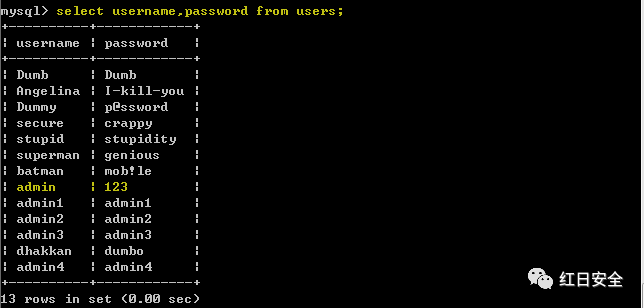 mysql> select username,password from users;
+----------+------------+
| username | password   |
+----------+------------+
| Dumb     | Dumb       |
| Angelina | I-kill-you |
| Dummy    | p@ssword   |
| secure   | crappy     |
| stupid   | stupidity  |
| superman | genious    |
| batman   | mob!le     |
| admin    | 123        |
| admin1   | admin1     |
| admin2   | admin2     |
| admin3   | admin3     |
| dhakkan  | dumbo      |
| admin4   | admin4     |
+----------+------------+
13 rows in set (0.00 sec)
红日安全